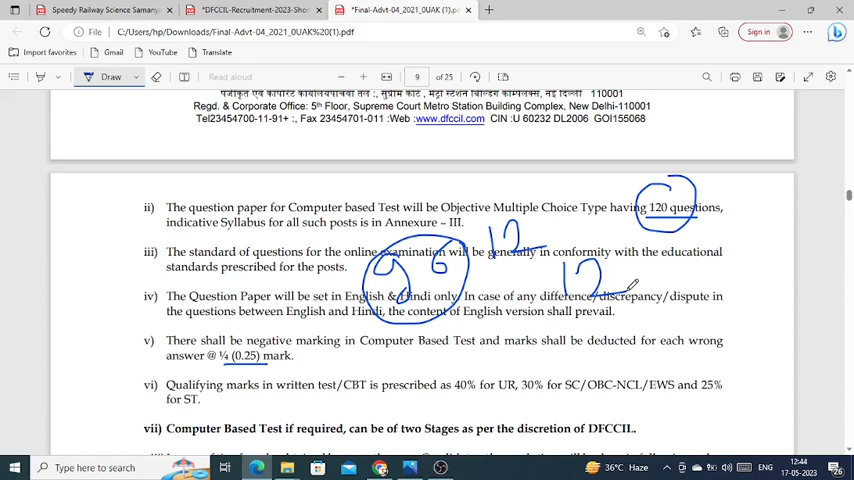 Speedy Railway Science Samanya
*DFCCIL-Recruitment-2023-Shor
*Final-Advt-04_2021_0UAK (1).pd
File
C:/Users/hp/Downloads/Final-Advt-04_2021_0UAK%20(1).pdf
Sign in
Import favorites
Gmail
YouTube
Translate
Draw
Read aloud
9
of 25
Regd. & Corporate Office: 5th Floor, Supreme Court Metro Station Building Complex, New Delhi-110001
Tel23454700-11-91+ :, Fax 23454701-011 :Web :www.dfccil.com CIN :U 60232 DL2006 GOI155068
ii) The question paper for Computer based Test will be Objective Multiple Choice Type having 120 questions,
indicative Syllabus for all such posts is in Annexure – III.
12
iii) The standard of questions for the online examination will be generally in conformity with the educational
standards prescribed for the posts.
96
12
iv) The Question Paper will be set in English & Hindi only. In case of any difference/discrepancy/dispute in
the questions between English and Hindi, the content of English version shall prevail.
v) There shall be negative marking in Computer Based Test and marks shall be deducted for each wrong
answer @ ¼ (0.25) mark.
vi) Qualifying marks in written test/CBT is prescribed as 40% for UR, 30% for SC/OBC-NCL/EWS and 25%
for ST.
vii) Computer Based Test if required, can be of two Stages as per the discretion of DFCCIL.
Type here to search
36°C Haze
ENG
12:44
17-05-2023
26